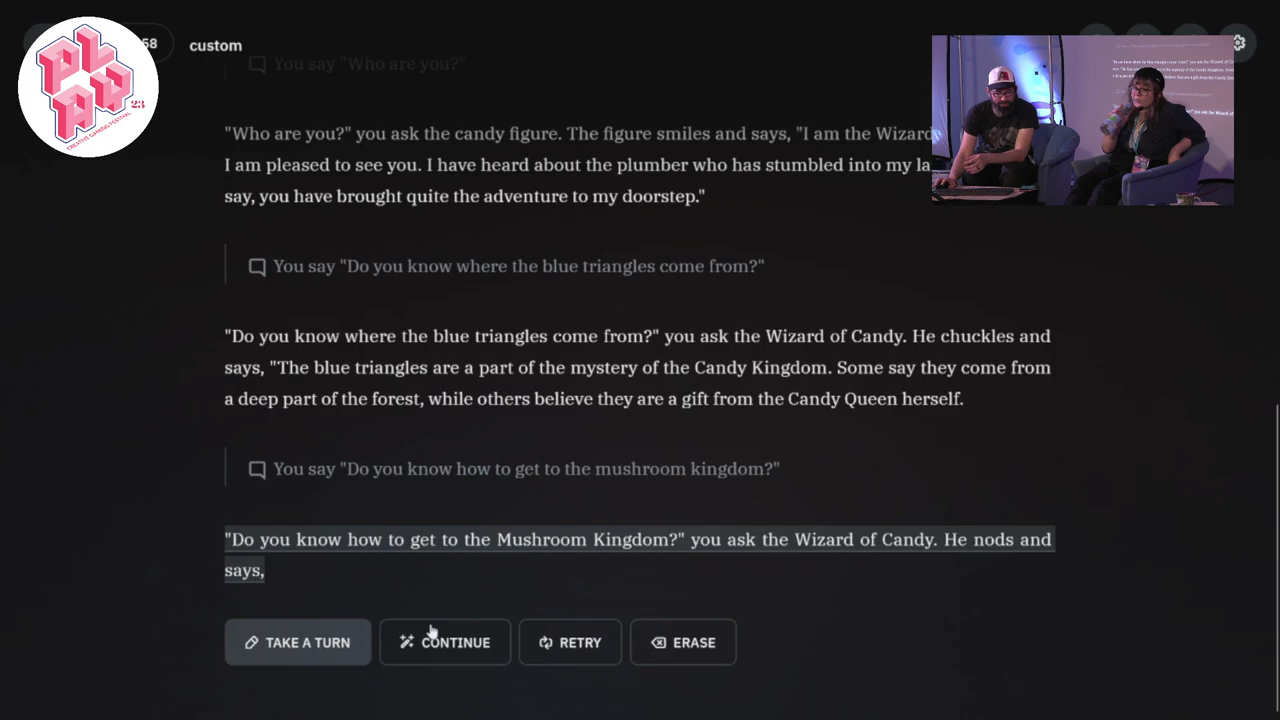 58
custom
PLAY
23
CREATIVE GAMING FESTIVAL
You say "Who are you?"
"Who are you?" you ask the candy figure. The figure smiles and says, "I am the Wizard
I am pleased to see you. I have heard about the plumber who has stumbled into my la
say, you have brought quite the adventure to my doorstep."
You say "Do you know where the blue triangles come from?"
"Do you know where the blue triangles come from?" you ask the Wizard of Candy. He chuckles and
says, "The blue triangles are a part of the mystery of the Candy Kingdom. Some say they come from
a deep part of the forest, while others believe they are a gift from the Candy Queen herself.
You say "Do you know how to get to the mushroom kingdom?"
"Do you know how to get to the Mushroom Kingdom?" you ask the Wizard of Candy. He nods and
says,
TAKE A TURN
CONTINUE
RETRY
ERASE